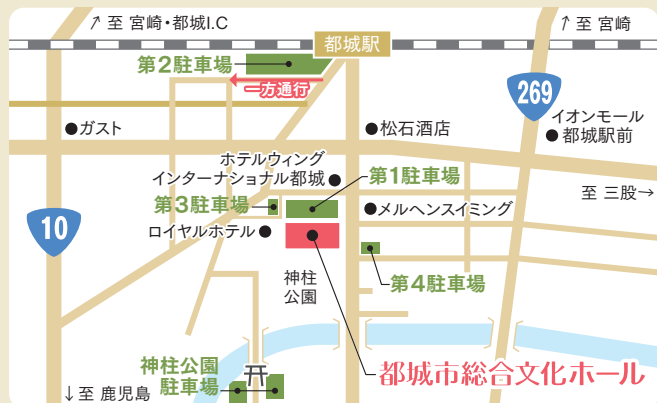 ↗ 至 宮崎・都城I.C
↗ 至 宮崎
都城駅
第2駐車場
一方通行
269
イオンモール
都城駅前
ガスト
松石酒店
ホテルウィング
インターナショナル都城
第1駐車場
至 三股→
第3駐車場
メルヘンスイミング
10
ロイヤルホテル
神柱
公園
第4駐車場
神柱公園
駐車場
都城市総合文化ホール
↓至 鹿児島